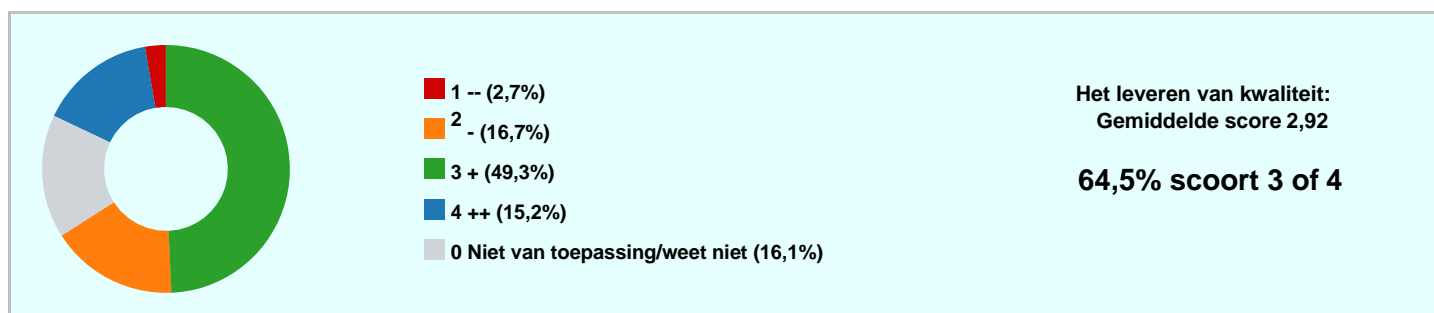 1 -- (2,7%)
2 - (16,7%)
3 + (49,3%)
4 ++ (15,2%)
0 Niet van toepassing/weet niet (16,1%)
Het leveren van kwaliteit:
Gemiddelde score 2,92
64,5% scoort 3 of 4